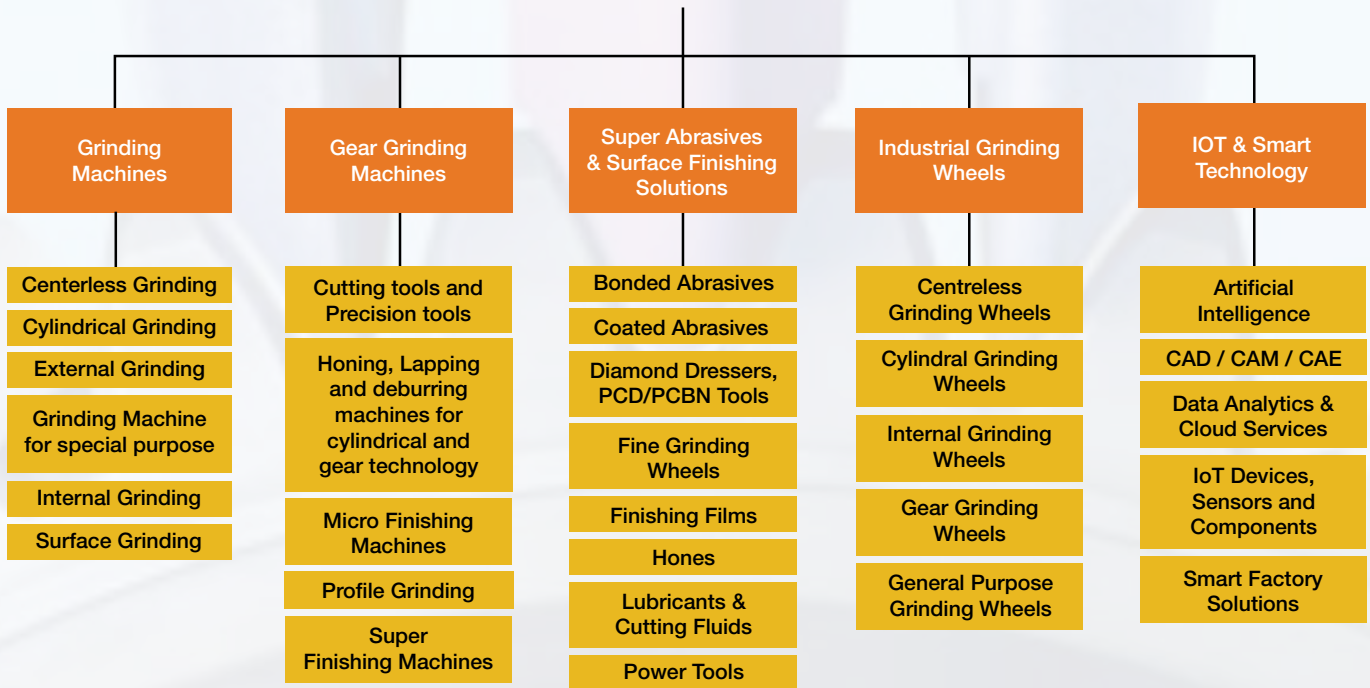 Grinding
Machines
Centerless Grinding
Cylindrical Grinding
External Grinding
Grinding Machine
for special purpose
Internal Grinding
Surface Grinding
Gear Grinding
Machines
Cutting tools and
Precision tools
Honing, Lapping
and deburring
machines for
cylindrical and
gear technology
Micro Finishing
Machines
Profile Grinding
Super
Finishing Machines
Super Abrasives
& Surface Finishing
Solutions
Bonded Abrasives
Coated Abrasives
Diamond Dressers,
PCD/PCBN Tools
Fine Grinding
Wheels
Finishing Films
Hones
Lubricants &
Cutting Fluids
Power Tools
Industrial Grinding
Wheels
Centreless
Grinding Wheels
Cylindral Grinding
Wheels
Internal Grinding
Wheels
Gear Grinding
Wheels
General Purpose
Grinding Wheels
IOT & Smart
Technology
Artificial
Intelligence
CAD / CAM / CAE
Data Analytics &
Cloud Services
IoT Devices,
Sensors and
Components
Smart Factory
Solutions